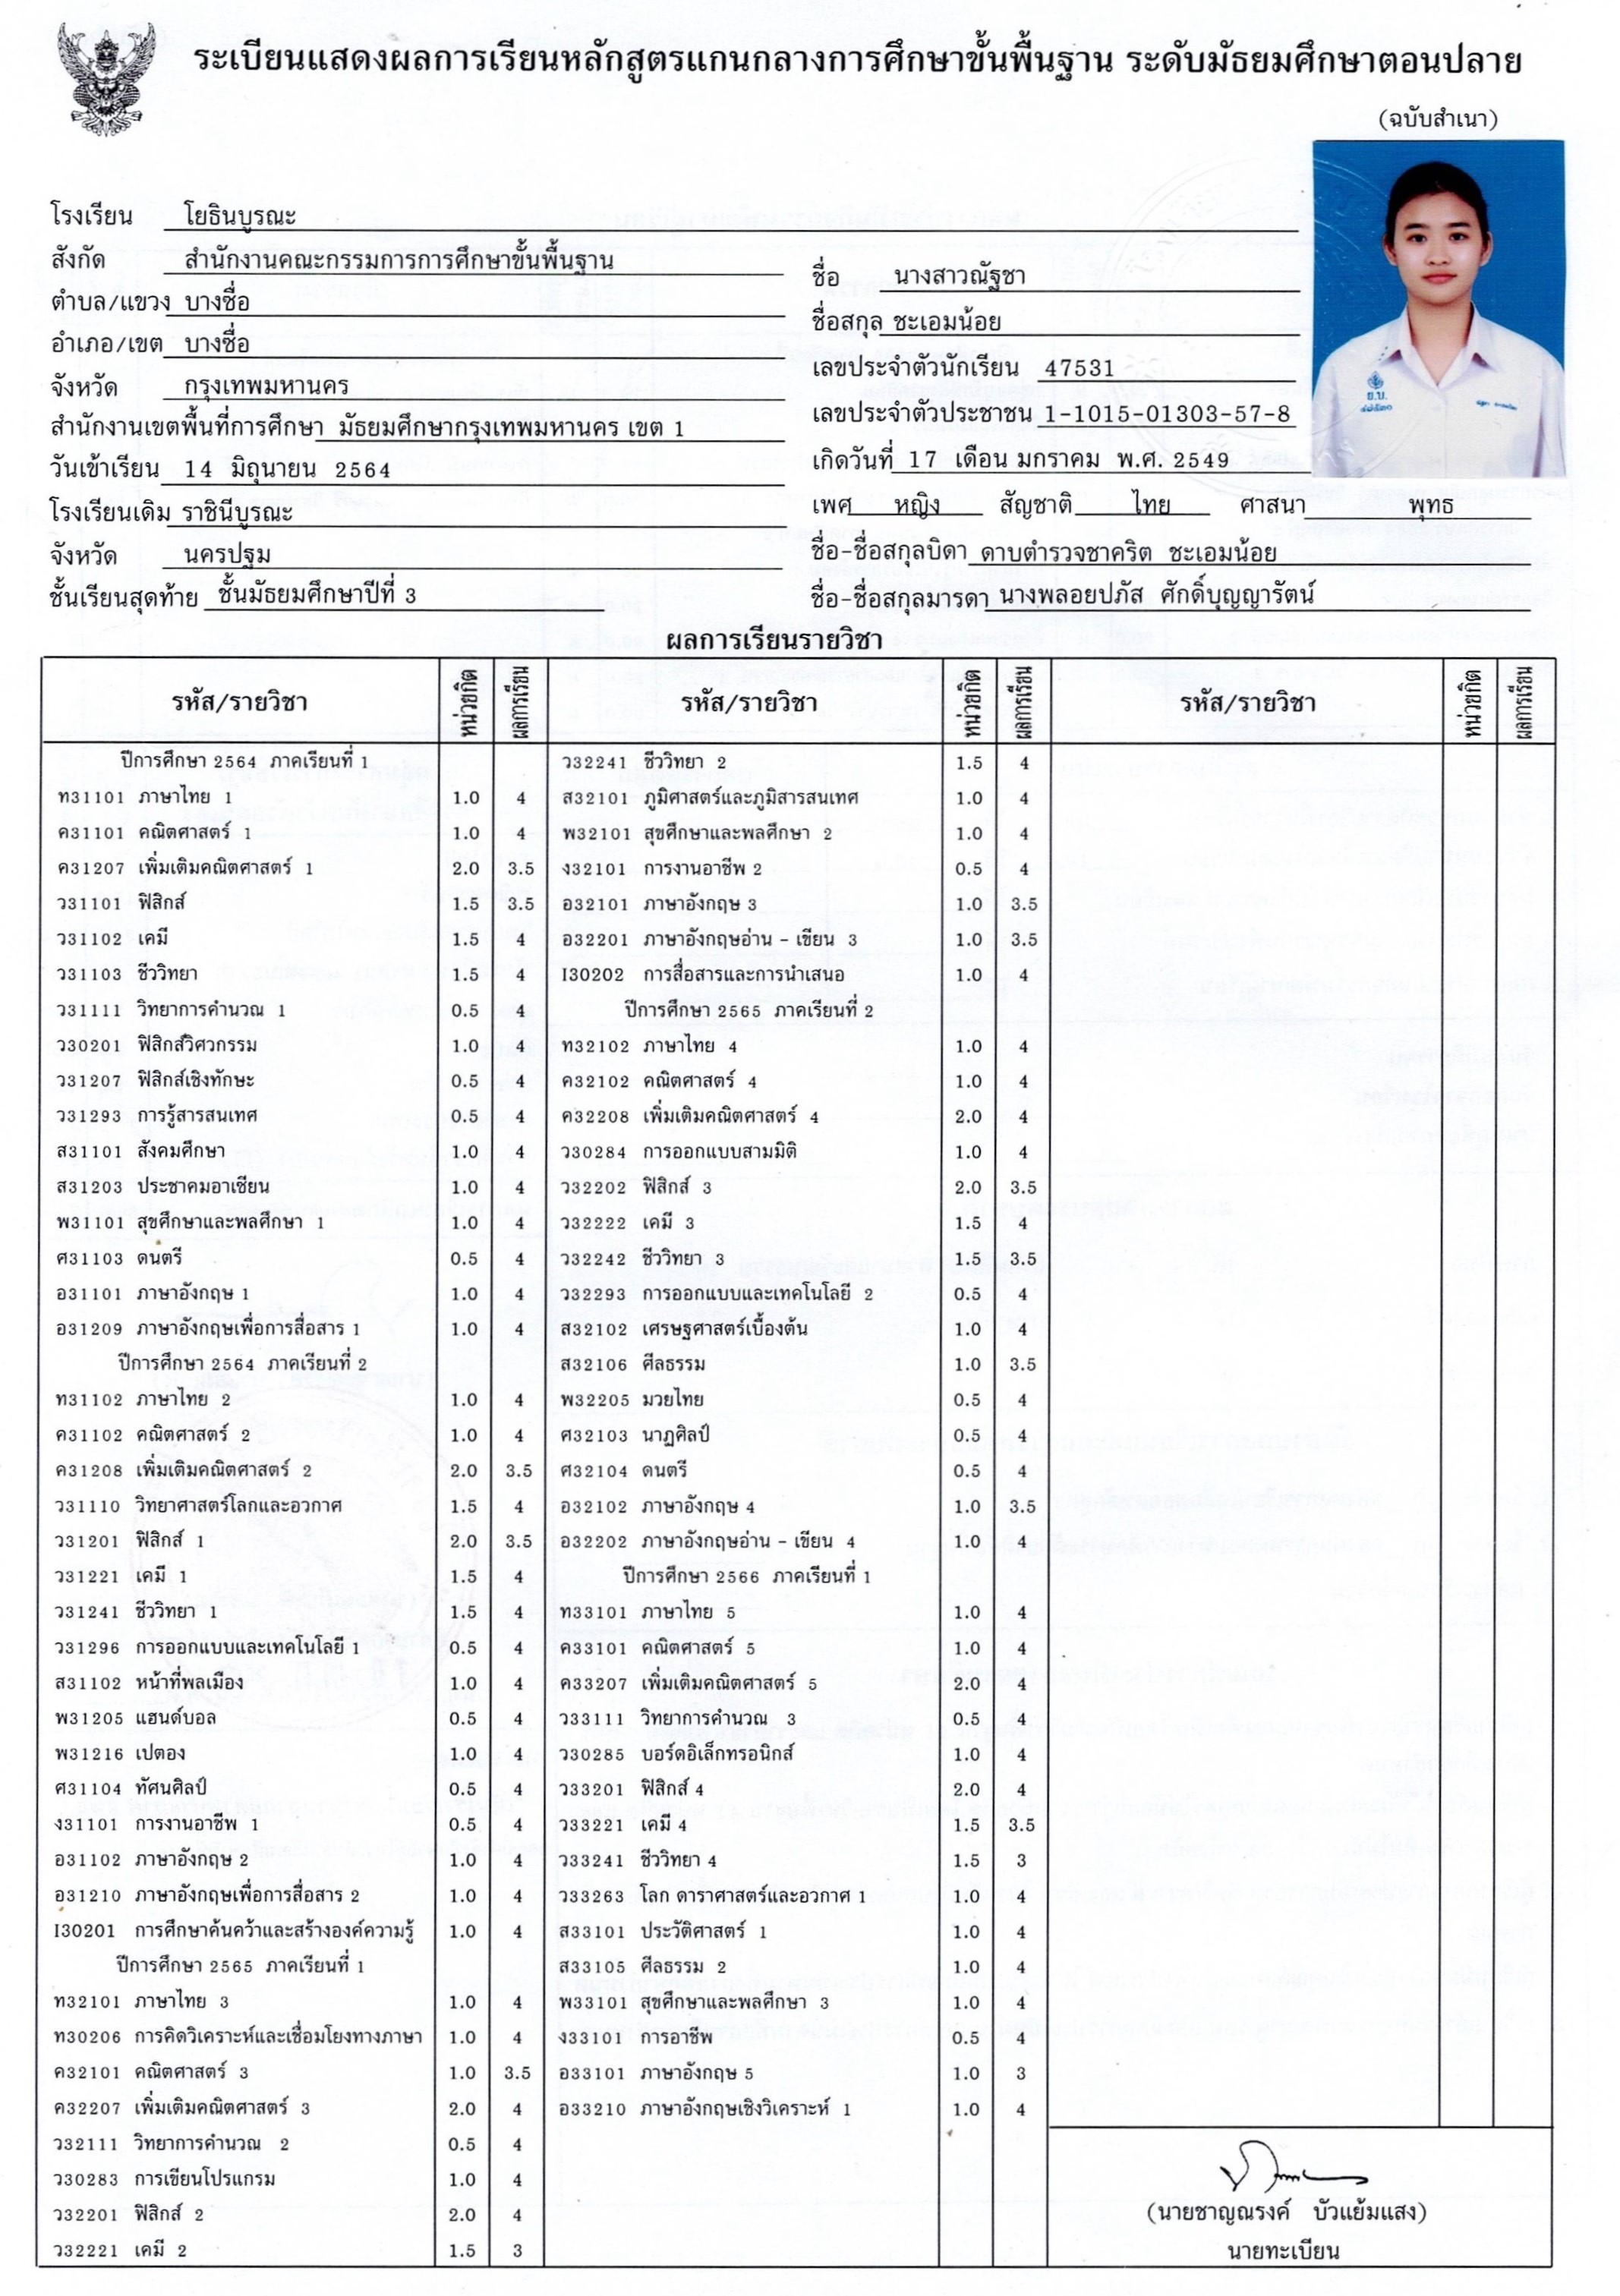 ระเบียนแสดงผลการเรียนหลักสูตรแกนกลางการศึกษาขั้นพื้นฐาน ระดับมัธยมศึกษาตอนปลาย
(ฉบับสำเนา)
โรงเรียน โยธินบูรณะ
สังกัด สำนักงานคณะกรรมการการศึกษาขั้นพื้นฐาน
ตำบล/แขวง บางซื่อ
อำเภอ/เขต บางซื่อ
จังหวัด กรุงเทพมหานคร
สำนักงานเขตพื้นที่การศึกษา มัธยมศึกษากรุงเทพมหานคร เขต 1
วันเข้าเรียน 14 มิถุนายน 2564
โรงเรียนเดิม ราชินีบูรณะ
จังหวัด นครปฐม
ชั้นเรียนสุดท้าย ชั้นมัธยมศึกษาปีที่ 3
ชื่อ นางสาวณัฐชา
ชื่อสกุล ชะเอมน้อย
เลขประจำตัวนักเรียน 47531
เลขประจำตัวประชาชน 1-1015-01303-57-8
เกิดวันที่ 17 เดือน มกราคม พ.ศ. 2549
เพศ หญิง สัญชาติ ไทย ศาสนา พุทธ
ชื่อ-ชื่อสกุลบิดา ดาบตำรวจชาคริต ชะเอมน้อย
ชื่อ-ชื่อสกุลมารดา นางพลอยปภัส ศักดิ์บุญญารัตน์
ย.บ.
ผลการเรียนรายวิชา
รหัส/รายวิชา หน่วยกิต ผลการเรียน
ปีการศึกษา 2564 ภาคเรียนที่ 1
ท31101 ภาษาไทย 1 1.0 4
ค31101 คณิตศาสตร์ 1 1.0 4
ค31207 เพิ่มเติมคณิตศาสตร์ 1 2.0 3.5
ว31101 ฟิสิกส์ 1.5 3.5
ว31102 เคมี 1.5 4
ว31103 ชีววิทยา 1.5 4
ว31111 วิทยาการคำนวณ 1 0.5 4
ว30201 ฟิสิกส์วิศวกรรม 1.0 4
ว31207 ฟิสิกส์เชิงทักษะ 0.5 4
ว31293 การรู้สารสนเทศ 0.5 4
ส31101 สังคมศึกษา 1.0 4
ส31203 ประชาคมอาเซียน 1.0 4
พ31101 สุขศึกษาและพลศึกษา 1 1.0 4
ศ31103 ดนตรี 0.5 4
อ31101 ภาษาอังกฤษ 1 1.0 4
อ31209 ภาษาอังกฤษเพื่อการสื่อสาร 1 1.0 4
ปีการศึกษา 2564 ภาคเรียนที่ 2
ท31102 ภาษาไทย 2 1.0 4
ค31102 คณิตศาสตร์ 2 1.0 4
ค31208 เพิ่มเติมคณิตศาสตร์ 2 2.0 3.5
ว31110 วิทยาศาสตร์โลกและอวกาศ 1.5 4
ว31201 ฟิสิกส์ 1 2.0 3.5
ว31221 เคมี 1 1.5 4
ว31241 ชีววิทยา 1 1.5 4
ว31296 การออกแบบและเทคโนโลยี 1 0.5 4
ส31102 หน้าที่พลเมือง 1.0 4
พ31205 แฮนด์บอล 0.5 4
พ31216 เปตอง 1.0 4
ศ31104 ทัศนศิลป์ 0.5 4
ง31101 การงานอาชีพ 1 0.5 4
อ31102 ภาษาอังกฤษ 2 1.0 4
อ31210 ภาษาอังกฤษเพื่อการสื่อสาร 2 1.0 4
I30201 การศึกษาค้นคว้าและสร้างองค์ความรู้ 1.0 4
ปีการศึกษา 2565 ภาคเรียนที่ 1
ท32101 ภาษาไทย 3 1.0 4
ท30206 การคิดวิเคราะห์และเชื่อมโยงทางภาษา 1.0 4
ค32101 คณิตศาสตร์ 3 1.0 3.5
ค32207 เพิ่มเติมคณิตศาสตร์ 3 2.0 4
ว32111 วิทยาการคำนวณ 2 0.5 4
ว30283 การเขียนโปรแกรม 1.0 4
ว32201 ฟิสิกส์ 2 2.0 4
ว32221 เคมี 2 1.5 3
รหัส/รายวิชา หน่วยกิต ผลการเรียน
ว32241 ชีววิทยา 2 1.5 4
ส32101 ภูมิศาสตร์และภูมิสารสนเทศ 1.0 4
พ32101 สุขศึกษาและพลศึกษา 2 1.0 4
ง32101 การงานอาชีพ 2 0.5 4
อ32101 ภาษาอังกฤษ 3 1.0 3.5
อ32201 ภาษาอังกฤษอ่าน - เขียน 3 1.0 3.5
I30202 การสื่อสารและการนำเสนอ 1.0 4
ปีการศึกษา 2565 ภาคเรียนที่ 2
ท32102 ภาษาไทย 4 1.0 4
ค32102 คณิตศาสตร์ 4 1.0 4
ค32208 เพิ่มเติมคณิตศาสตร์ 4 2.0 4
ว30284 การออกแบบสามมิติ 1.0 4
ว32202 ฟิสิกส์ 3 2.0 3.5
ว32222 เคมี 3 1.5 4
ว32242 ชีววิทยา 3 1.5 3.5
ว32293 การออกแบบและเทคโนโลยี 2 0.5 4
ส32102 เศรษฐศาสตร์เบื้องต้น 1.0 4
ส32106 ศีลธรรม 1.0 3.5
พ32205 มวยไทย 0.5 4
ศ32103 นาฏศิลป์ 0.5 4
ศ32104 ดนตรี 0.5 4
อ32102 ภาษาอังกฤษ 4 1.0 3.5
อ32202 ภาษาอังกฤษอ่าน - เขียน 4 1.0 4
ปีการศึกษา 2566 ภาคเรียนที่ 1
ท33101 ภาษาไทย 5 1.0 4
ค33101 คณิตศาสตร์ 5 1.0 4
ค33207 เพิ่มเติมคณิตศาสตร์ 5 2.0 4
ว33111 วิทยาการคำนวณ 3 0.5 4
ว30285 บอร์ดอิเล็กทรอนิกส์ 1.0 4
ว33201 ฟิสิกส์ 4 2.0 4
ว33221 เคมี 4 1.5 3.5
ว33241 ชีววิทยา 4 1.5 3
ว33263 โลก ดาราศาสตร์และอวกาศ 1 1.0 4
ส33101 ประวัติศาสตร์ 1 1.0 4
ส33105 ศีลธรรม 2 1.0 4
พ33101 สุขศึกษาและพลศึกษา 3 1.0 4
ง33101 การอาชีพ 0.5 4
อ33101 ภาษาอังกฤษ 5 1.0 3
อ33210 ภาษาอังกฤษเชิงวิเคราะห์ 1 1.0 4
รหัส/รายวิชา หน่วยกิต ผลการเรียน
(นายชาญณรงค์ บัวแย้มแสง)
นายทะเบียน